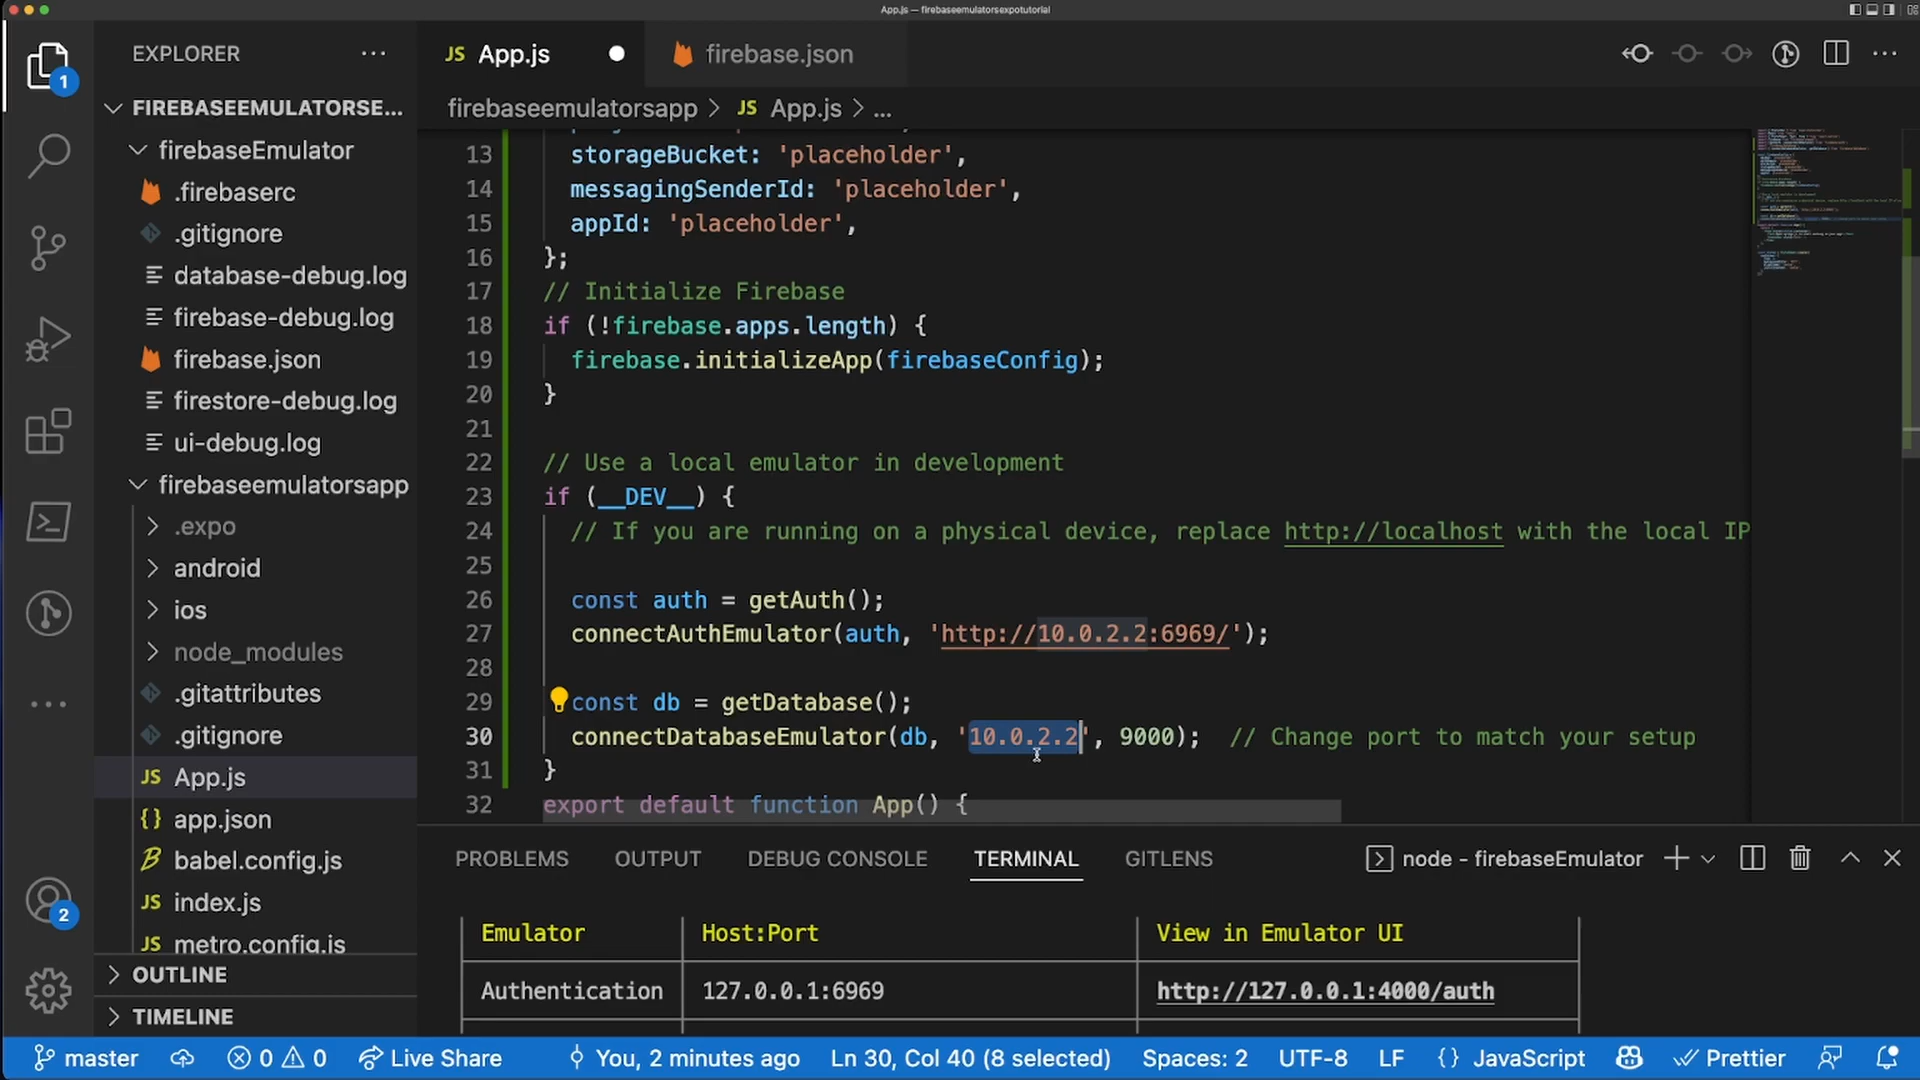 App.js — firebaseemulatorsexpotutorial
EXPLORER
JS App.js
firebase.json
1
FIREBASEEMULATORSE...
firebaseemulatorsapp > JS App.js > ...
firebaseEmulator
.firebaserc
.gitignore
database-debug.log
firebase-debug.log
firebase.json
firestore-debug.log
ui-debug.log
firebaseemulatorsapp
.expo
android
ios
node_modules
.gitattributes
.gitignore
JS App.js
{} app.json
babel.config.js
JS index.js
JS metro.config.js
OUTLINE
TIMELINE
2
13 storageBucket: 'placeholder',
14 messagingSenderId: 'placeholder',
15 appId: 'placeholder',
16 };
17 // Initialize Firebase
18 if (!firebase.apps.length) {
19 firebase.initializeApp(firebaseConfig);
20 }
21
22 // Use a local emulator in development
23 if (__DEV__) {
24 // If you are running on a physical device, replace http://localhost with the local IP
25
26 const auth = getAuth();
27 connectAuthEmulator(auth, 'http://10.0.2.2:6969/');
28
29 const db = getDatabase();
30 connectDatabaseEmulator(db, '10.0.2.2', 9000); // Change port to match your setup
31 }
32 export default function App() {
PROBLEMS OUTPUT DEBUG CONSOLE TERMINAL GITLENS node - firebaseEmulator
Emulator Host:Port View in Emulator UI
Authentication 127.0.0.1:6969 http://127.0.0.1:4000/auth
master 0 0 Live Share You, 2 minutes ago Ln 30, Col 40 (8 selected) Spaces: 2 UTF-8 LF {} JavaScript Prettier